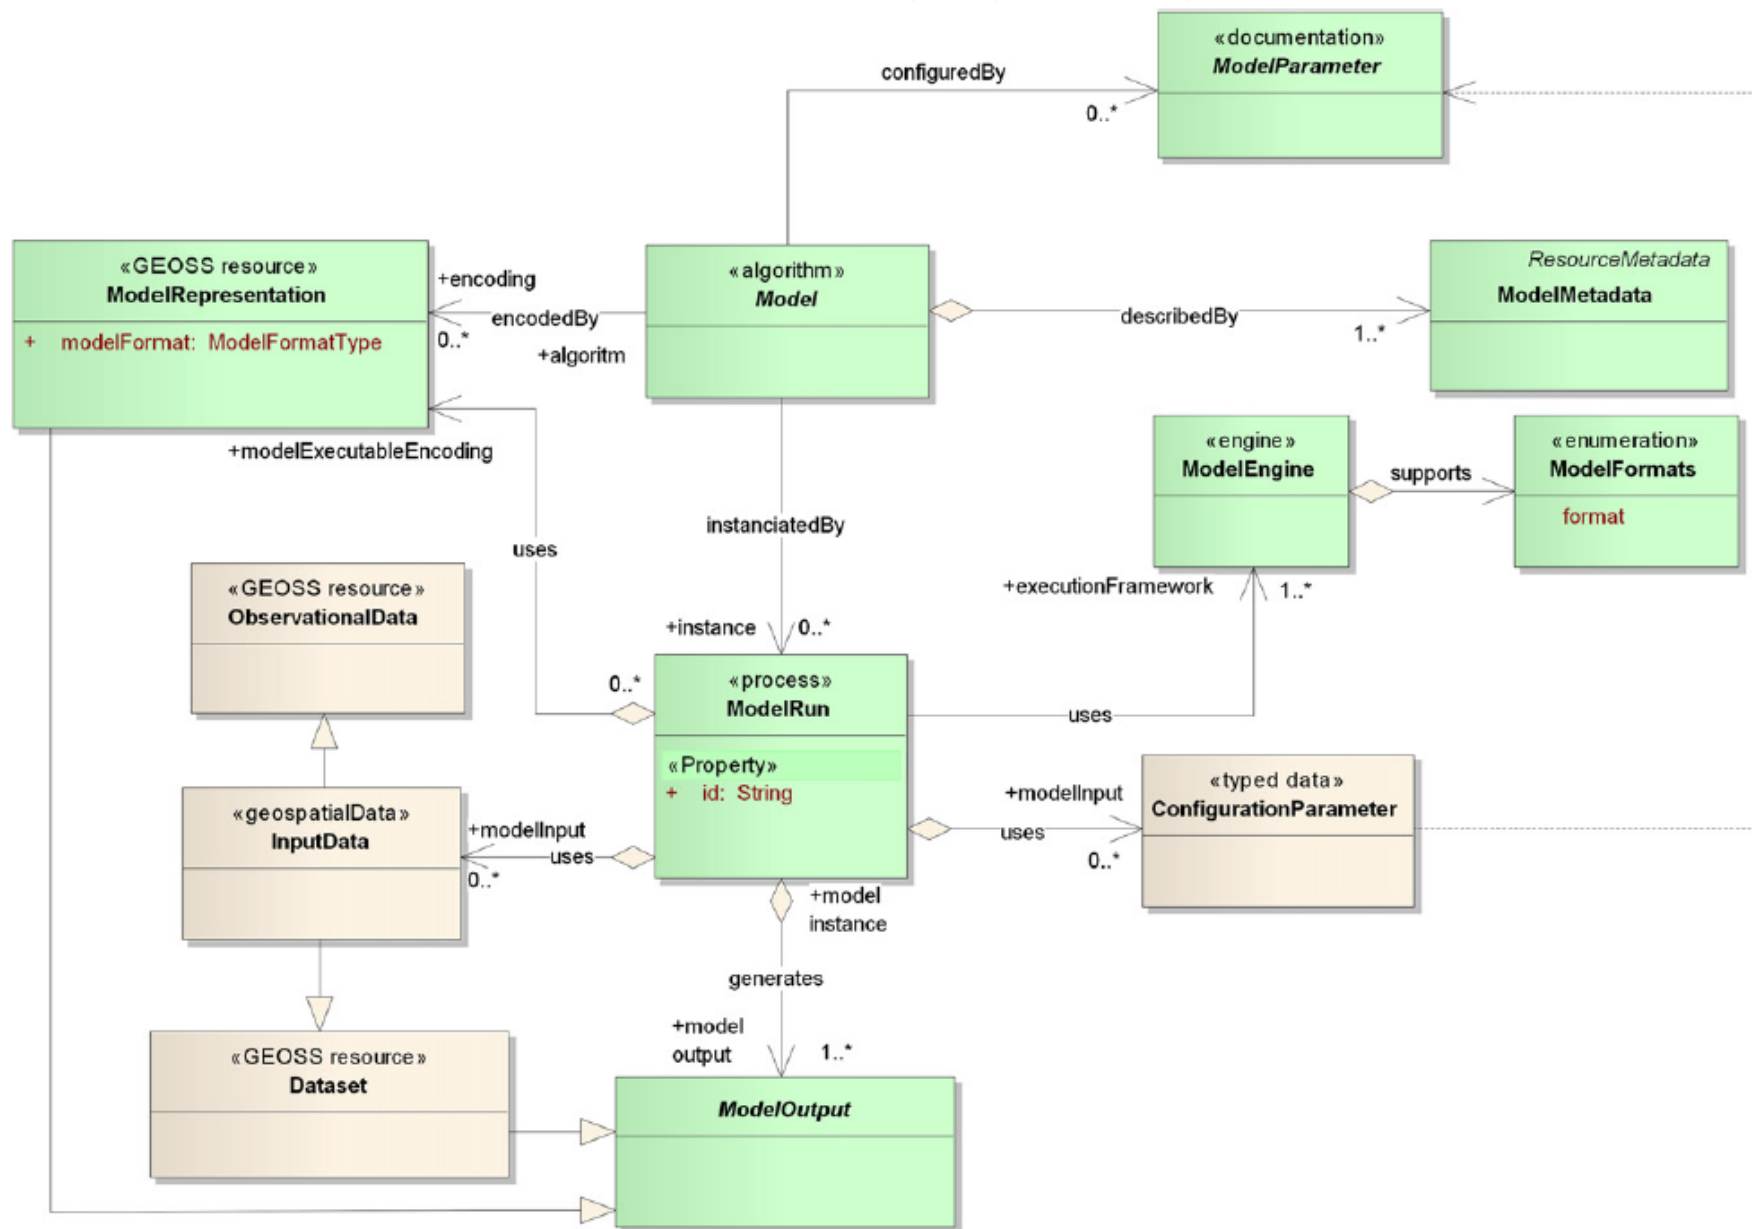 «documentation»
ModelParameter
configuredBy
0..*
«GEOSS resource»
ModelRepresentation
+ modelFormat: ModelFormatType
+encoding
encodedBy
0..*
+algoritm
«algorithm»
Model
describedBy
1..*
ResourceMetadata
ModelMetadata
+modelExecutableEncoding
uses
0..*
instanciatedBy
+instance
0..*
«engine»
ModelEngine
supports
«enumeration»
ModelFormats
format
+executionFramework
1..*
uses
«GEOSS resource»
ObservationalData
«process»
ModelRun
«Property»
+ id: String
«geospatialData»
InputData
+modelInput
uses
0..*
+modelInput
uses
0..*
«typed data»
ConfigurationParameter
+model
instance
generates
+model
output
1..*
«GEOSS resource»
Dataset
ModelOutput